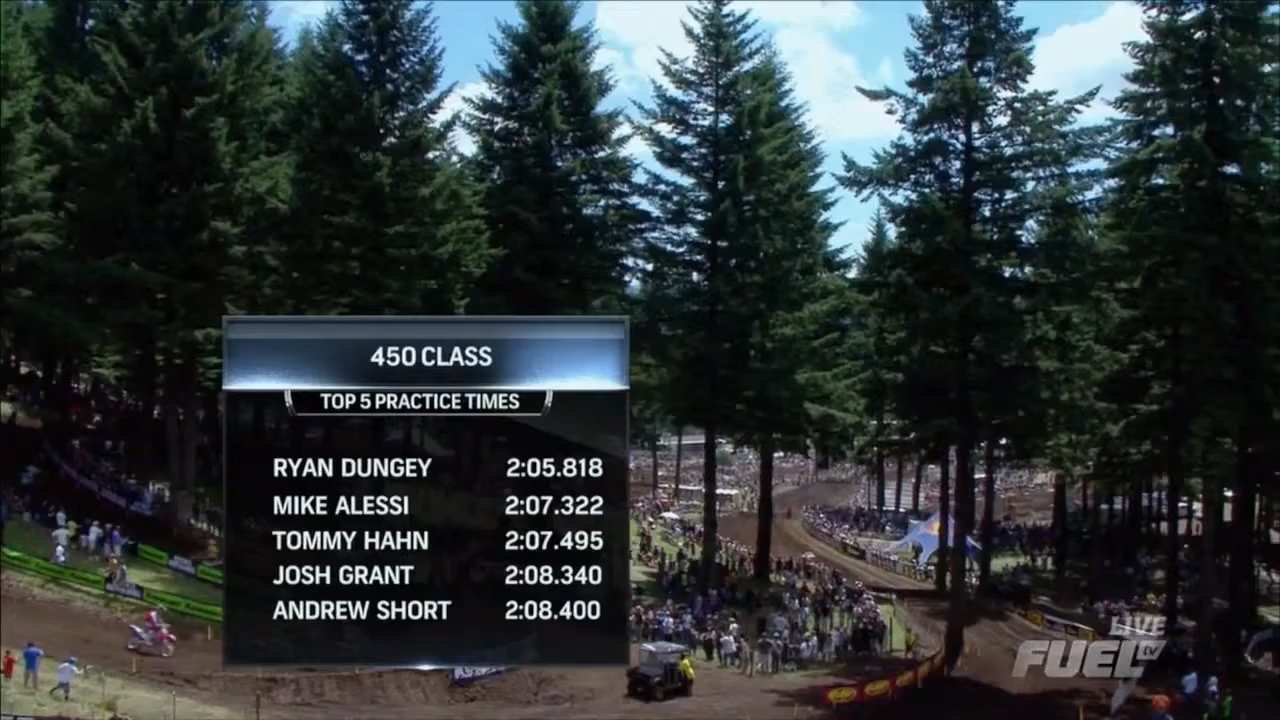 450 CLASS
TOP 5 PRACTICE TIMES
RYAN DUNGEY 2:05.818
MIKE ALESSI 2:07.322
TOMMY HAHN 2:07.495
JOSH GRANT 2:08.340
ANDREW SHORT 2:08.400
LIVE
FUEL TV